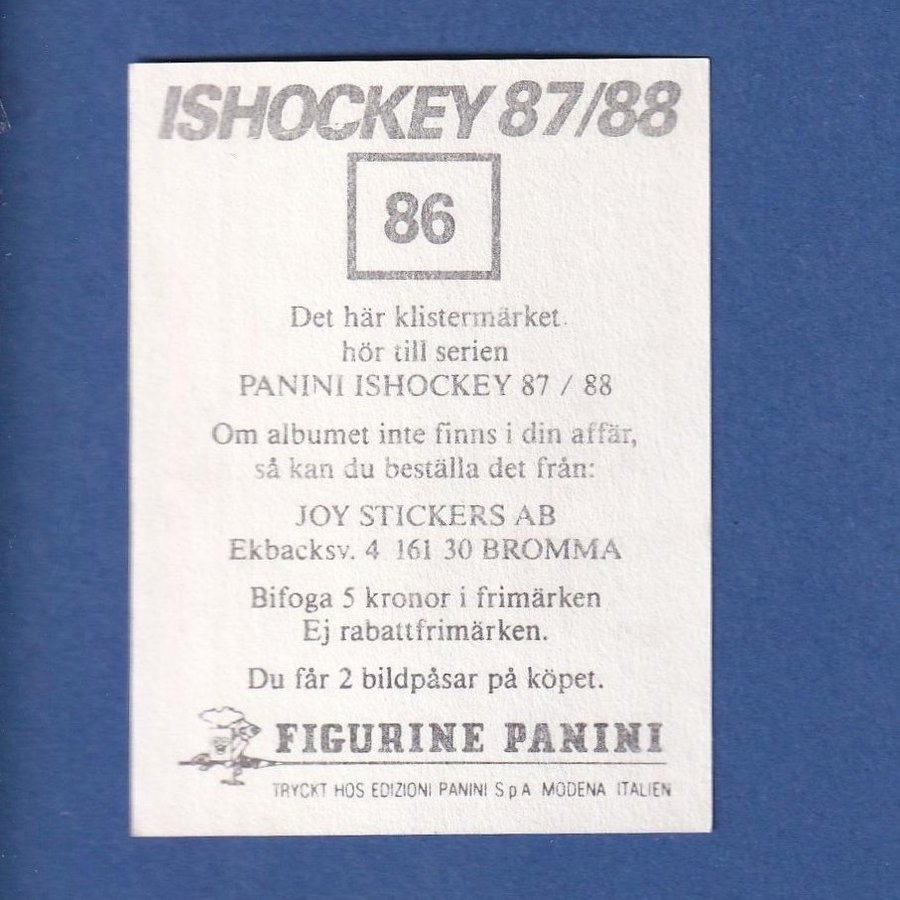 ISHOCKEY 87/88
86
Det här klistermärket
hör till serien
PANINI ISHOCKEY 87 / 88
Om albumet inte finns i din affär,
så kan du beställa det från:
JOY STICKERS AB
Ekbacksv. 4 161 30 BROMMA
Bifoga 5 kronor i frimärken
Ej rabattfrimärken.
Du får 2 bildpåsar på köpet.
FIGURINE PANINI
TRYCKT HOS EDIZIONI PANINI S p A MODENA ITALIEN